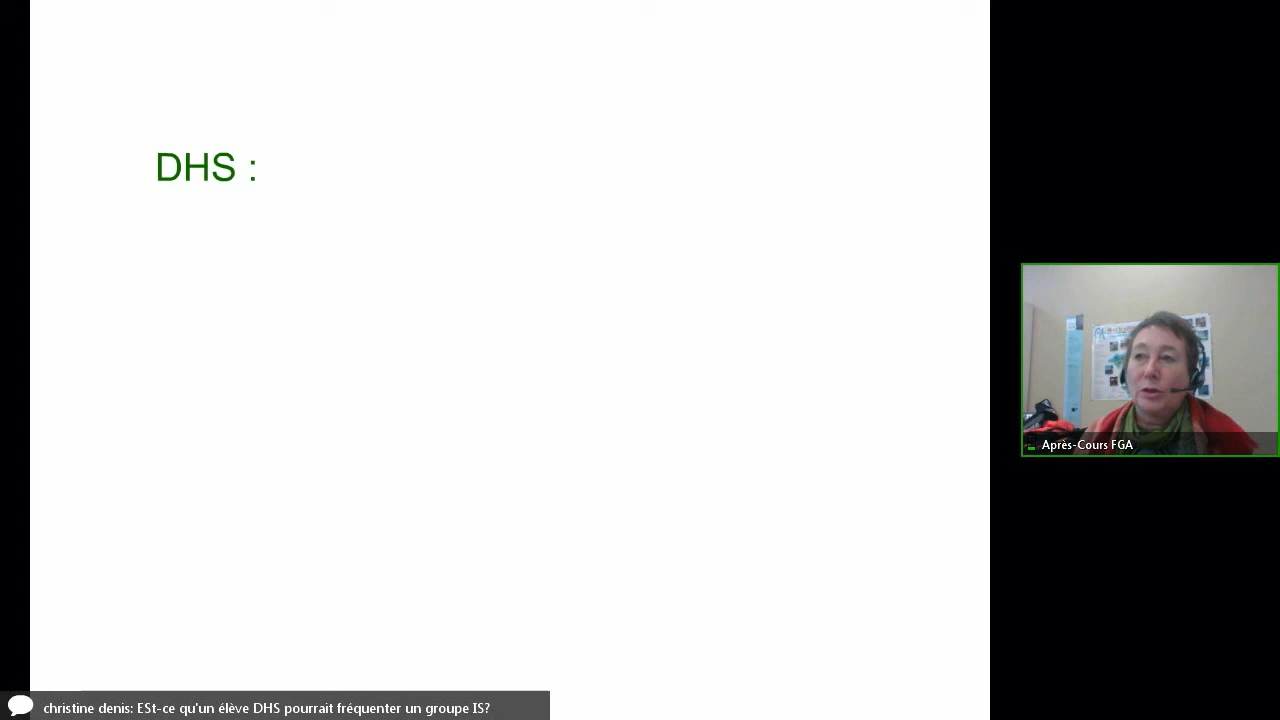 DHS :
Après-Cours FGA
christine denis: ESt-ce qu'un élève DHS pourrait fréquenter un groupe IS?